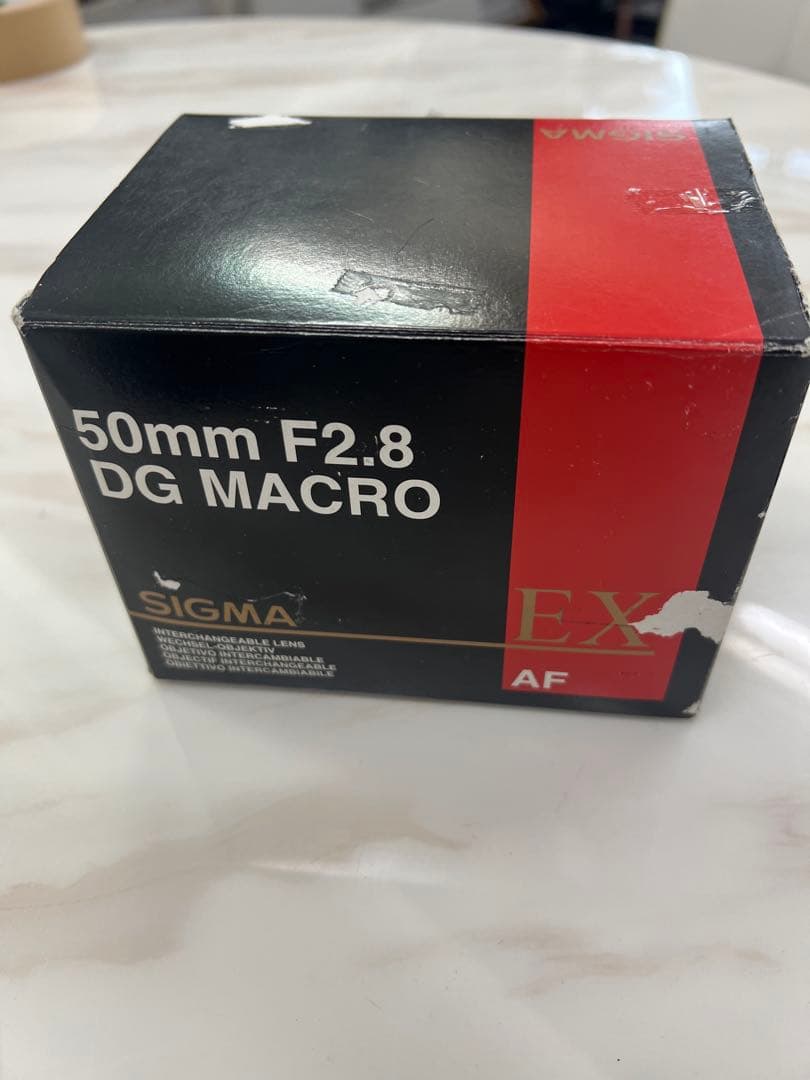 SIGMA
50mm F2.8
DG MACRO
SIGMA
EX
INTERCHANGEABLE LENS
WECHSEL-OBJEKTIV
OBJETIVO INTERCAMBIABLE
OBJECTIF INTERCHANGEABLE
OBIETTIVO INTERCAMBIABILE
AF